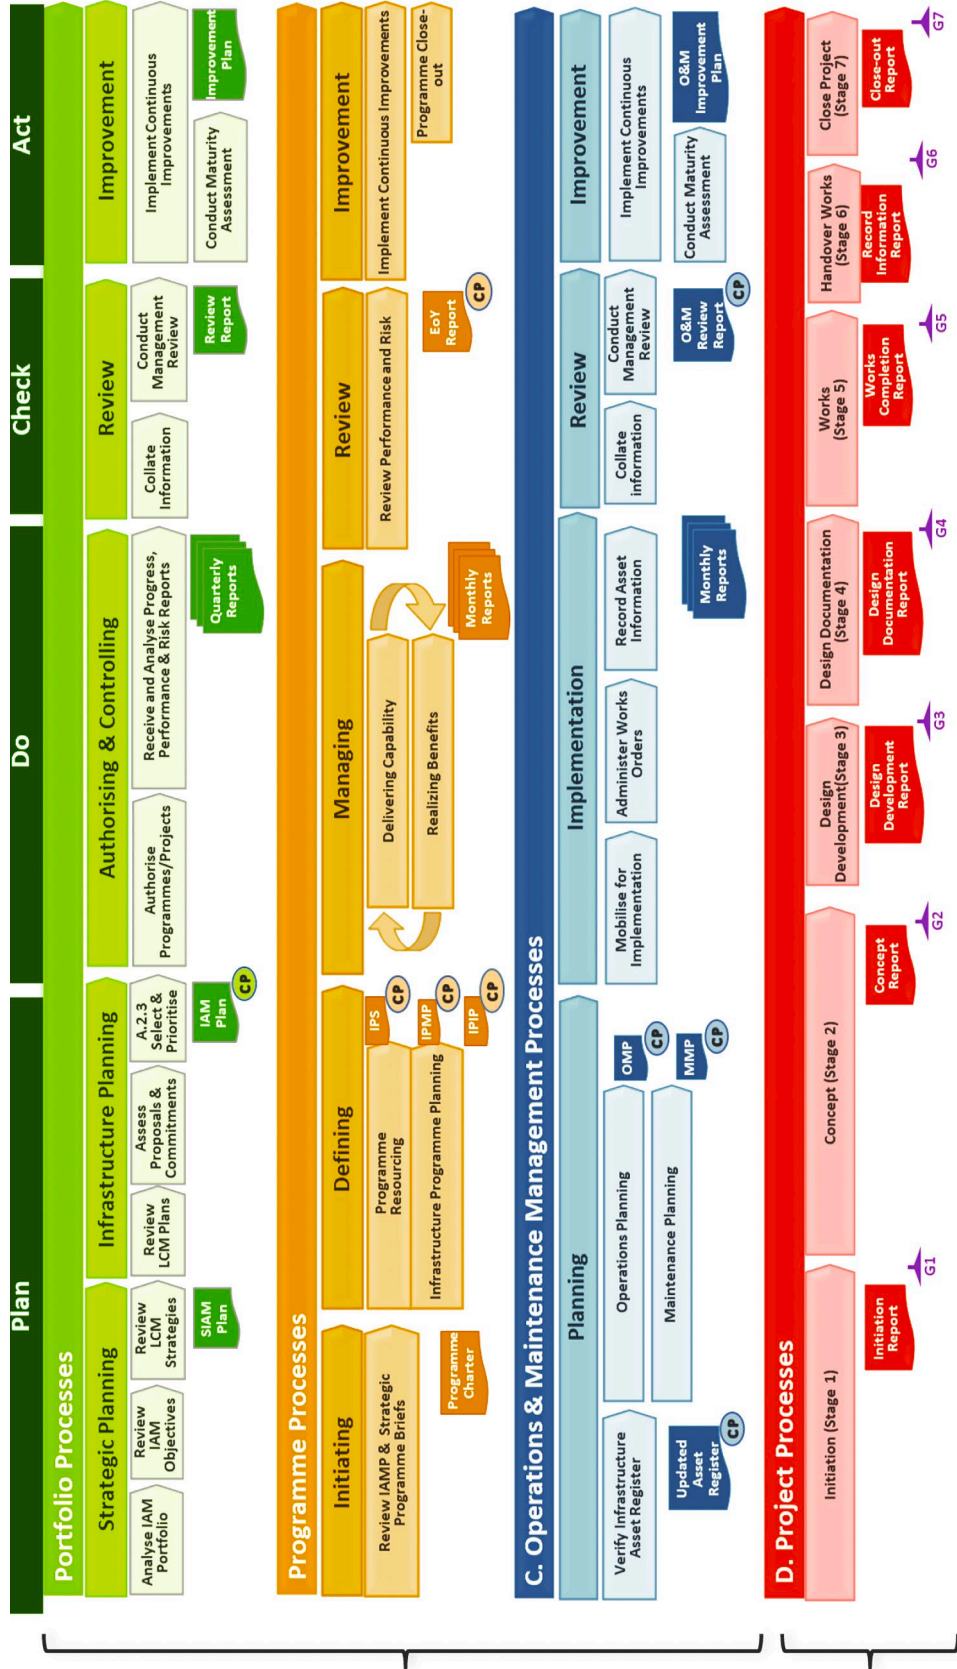 Plan
Do
Check
Act
Portfolio Processes
Strategic Planning
Infrastructure Planning
Authorising & Controlling
Review
Improvement
Analyse IAM
Portfolio
Review
IAM
Objectives
Review
LCM
Strategies
Review
LCM Plans
Assess
Proposals &
Commitments
A.2.3
Select &
Prioritise
Authorise
Programmes/Projects
Receive and Analyse Progress,
Performance & Risk Reports
Collate
Information
Conduct
Management
Review
Implement Continuous
Improvements
SIAM
Plan
IAM
Plan
CP
Quarterly
Reports
Review
Report
Conduct Maturity
Assessment
Improvement
Plan
Programme Processes
Initiating
Defining
Managing
Review
Improvement
Review IAMP & Strategic
Programme Briefs
Programme
Resourcing
Infrastructure Programme Planning
IPS
CP
IPMP
CP
IPIP
CP
Delivering Capability
Realizing Benefits
Review Performance and Risk
Implement Continuous Improvements
Programme Close-
out
Programme
Charter
Monthly
Reports
EoY
Report
CP
C. Operations & Maintenance Management Processes
Planning
Implementation
Review
Improvement
Verify Infrastructure
Asset Register
Operations Planning
Maintenance Planning
OMP
CP
MMP
CP
Mobilise for
Implementation
Administer Works
Orders
Record Asset
Information
Collate
information
Conduct
Management
Review
Implement Continuous
Improvements
Updated
Asset
Register
CP
Monthly
Reports
O&M
Review
Report
CP
Conduct Maturity
Assessment
O&M
Improvement
Plan
D. Project Processes
Initiation (Stage 1)
Concept (Stage 2)
Design
Development(Stage 3)
Design Documentation
(Stage 4)
Works
(Stage 5)
Handover Works
(Stage 6)
Close Project
(Stage 7)
Initiation
Report
Concept
Report
Design
Development
Report
Design
Documentation
Report
Works
Completion
Report
Record
Information
Report
Close-out
Report
G1
G2
G3
G4
G5
G6
G7